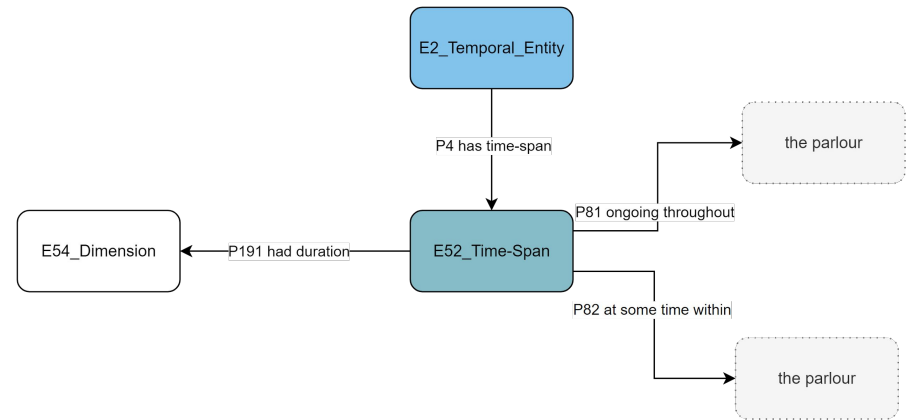 E2_Temporal_Entity
P4 has time-span
the parlour
P81 ongoing throughout
E54_Dimension
P191 had duration
E52_Time-Span
P82 at some time within
the parlour